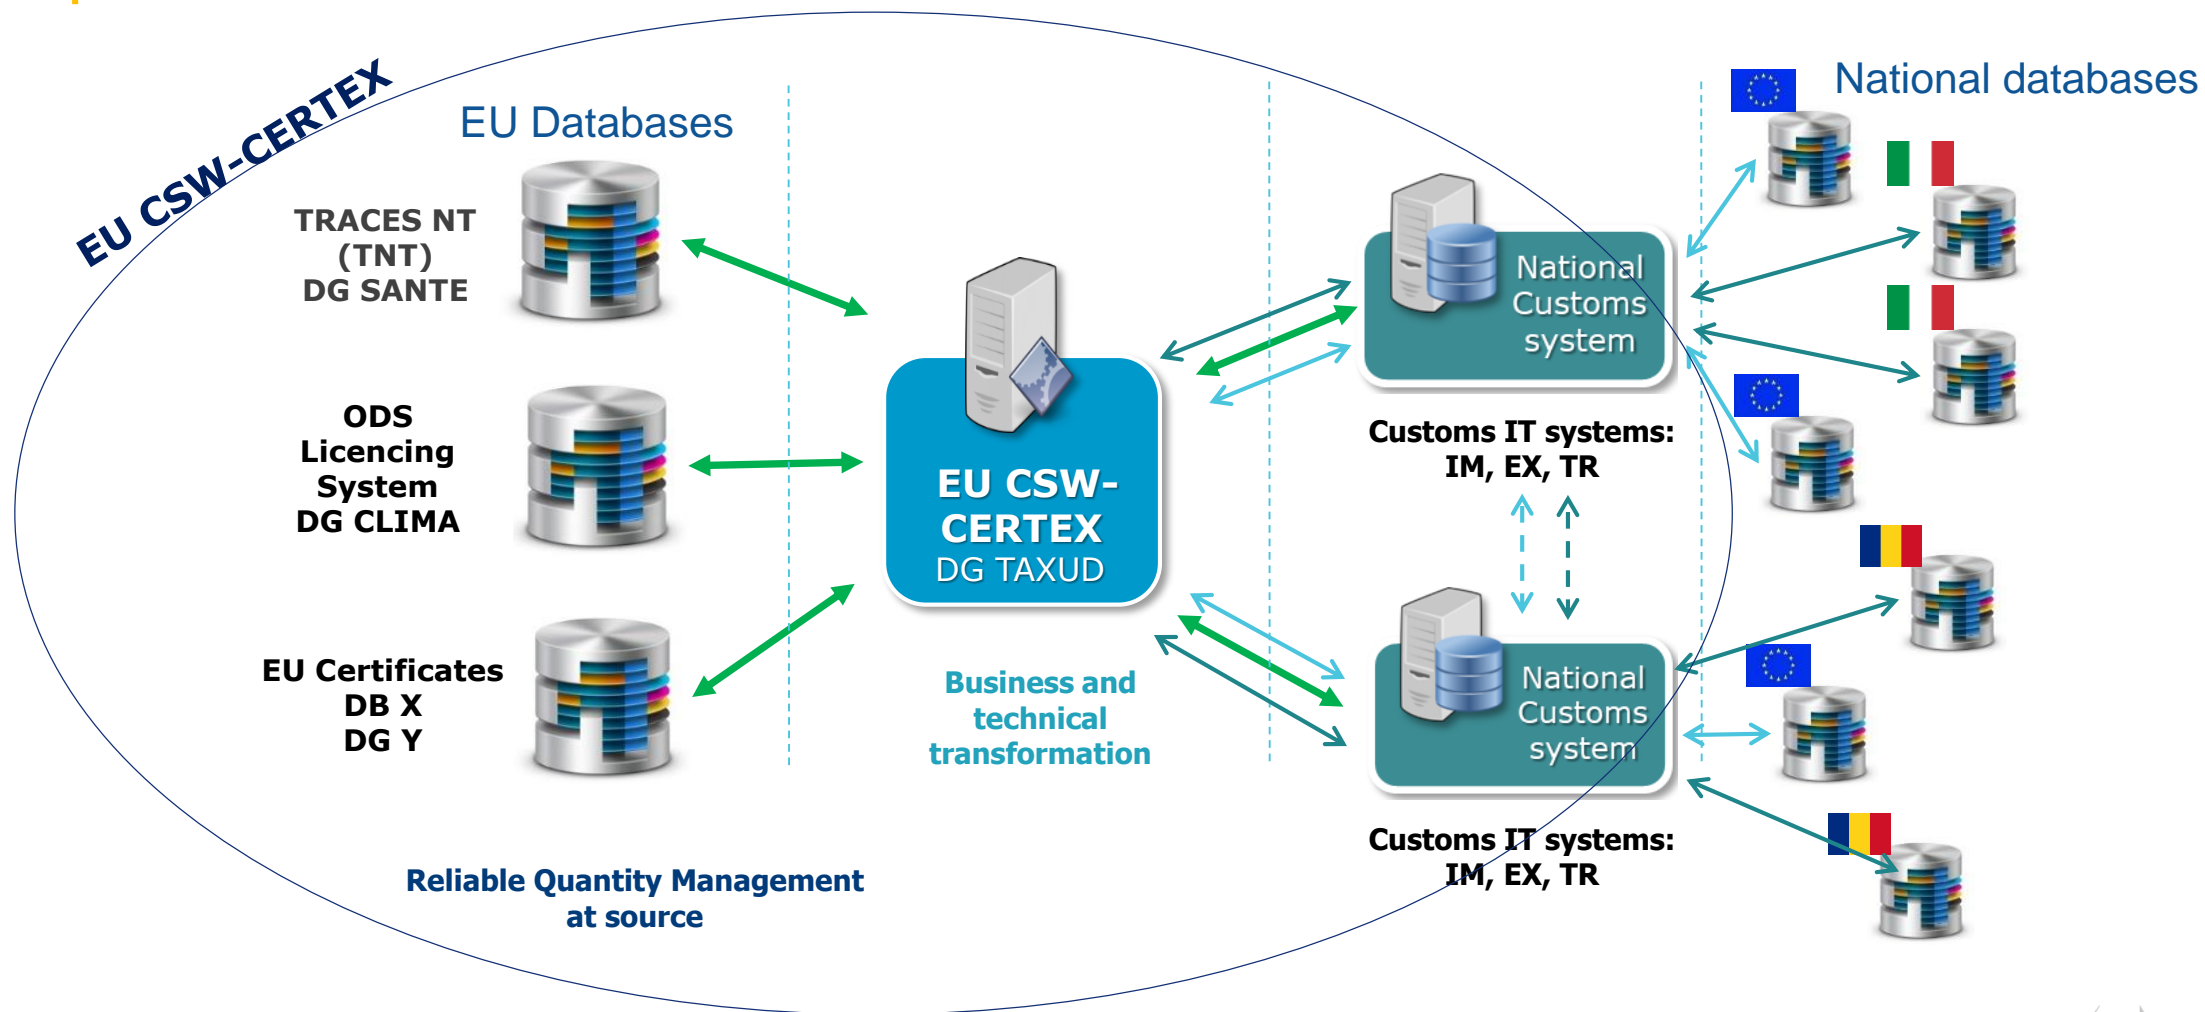 EU CSW-CERTEX
EU Databases
National databases
TRACES NT
(TNT)
DG SANTE
ODS
Licencing
System
DG CLIMA
EU Certificates
DB X
DG Y
Reliable Quantity Management
at source
EU CSW-
CERTEX
DG TAXUD
Business and
technical
transformation
National
Customs
system
Customs IT systems:
IM, EX, TR
National
Customs
system
Customs IT systems:
IM, EX, TR